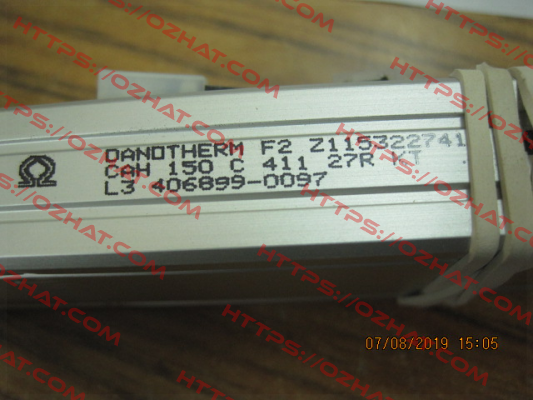 DANOTHERM F2 Z115322741
CAH 150 C 411 27R KT
L3 406899-0097
07/08/2019 15:05
HTTPS://OZHAT.COM